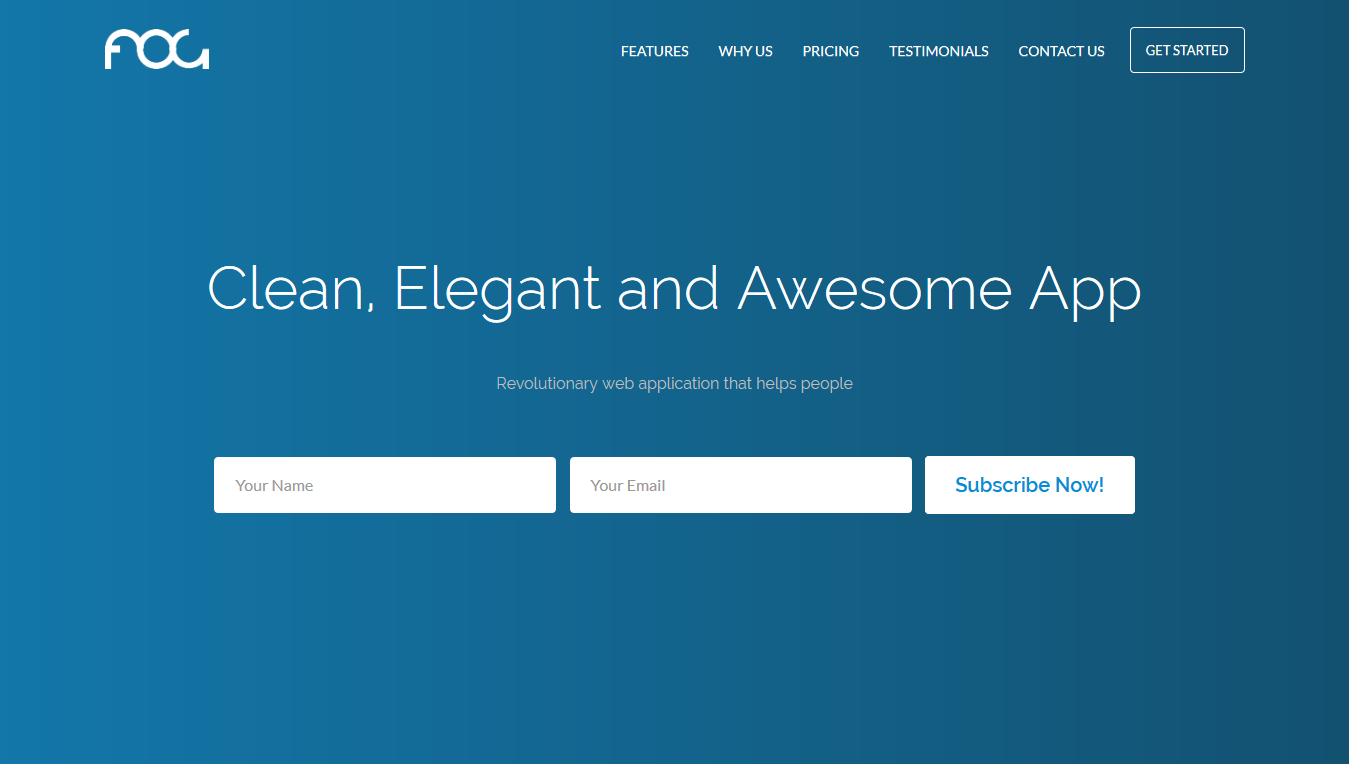 FOG
FEATURES WHY US PRICING TESTIMONIALS CONTACT US GET STARTED
Clean, Elegant and Awesome App
Revolutionary web application that helps people
Your Name Your Email Subscribe Now!